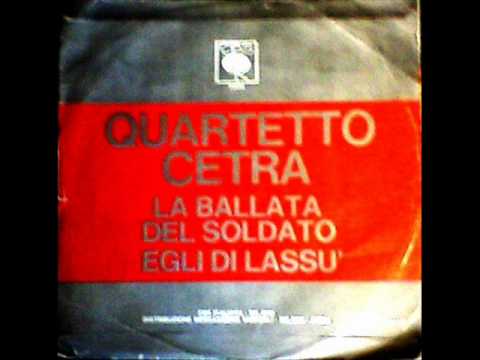 QUARTETTO
CETRA
LA BALLATA
DEL SOLDATO
EGLI DI LASSU'